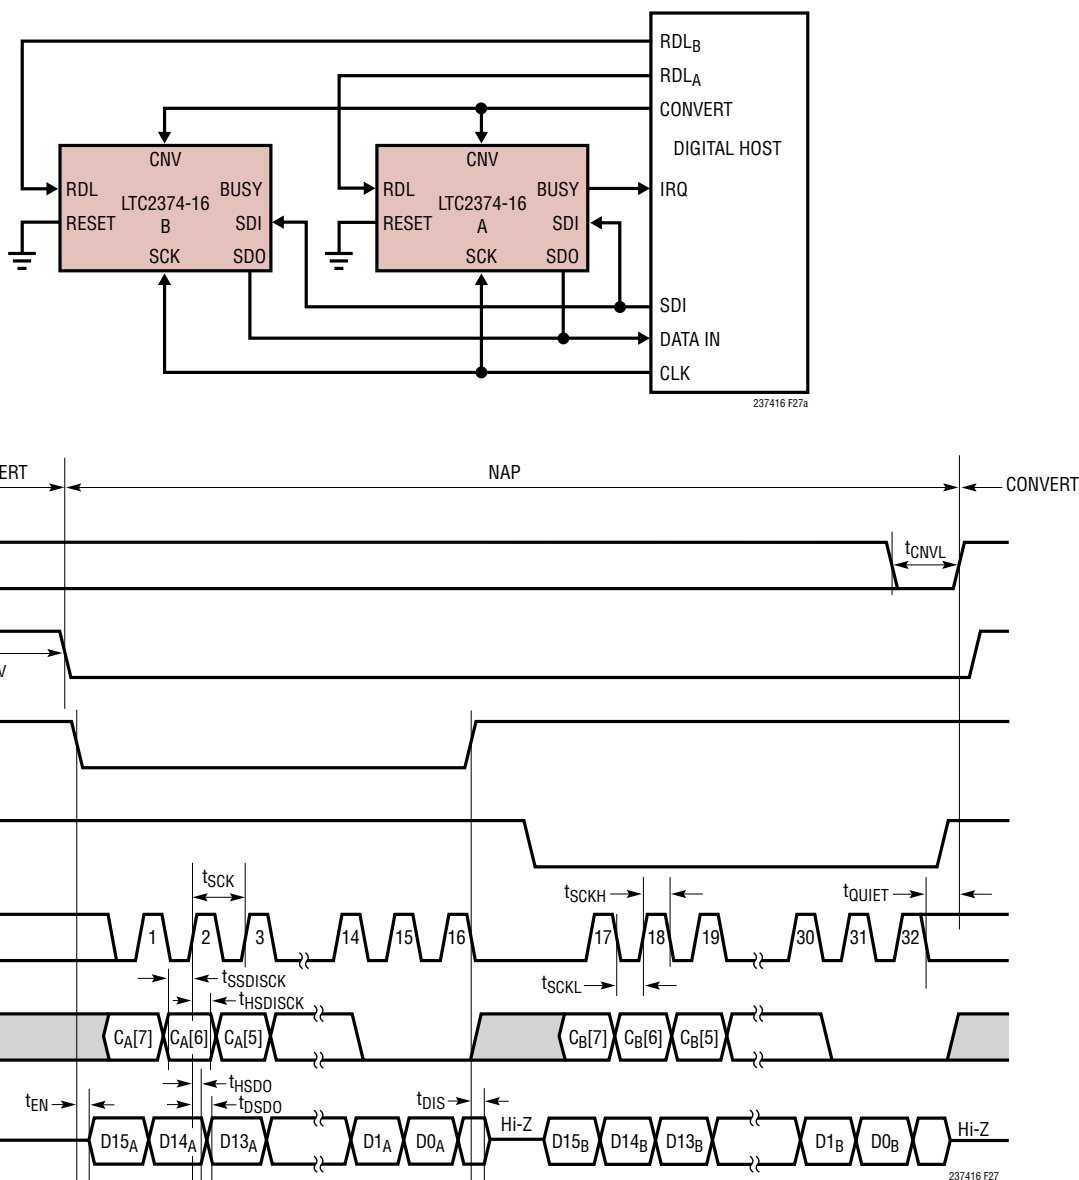 RDLB
RDLA
CONVERT
DIGITAL HOST
CNV
CNV
RDL
BUSY
RDL
BUSY
IRQ
LTC2374-16
LTC2374-16
RESET
B
SDI
RESET
A
SDI
SCK
SDO
SCK
SDO
SDI
DATA IN
CLK
237416 F27a
ERT
NAP
CONVERT
tCNVL
V
tSCK
tSCKH
tQUIET
1
2
3
14
15
16
17
18
19
30
31
32
tSSDISCK
tSCKL
tHSDISCK
CA[7]
CA[6]
CA[5]
CB[7]
CB[6]
CB[5]
tHSDO
tEN
tDSDO
tDIS
Hi-Z
Hi-Z
D15A
D14A
D13A
D1A
D0A
D15B
D14B
D13B
D1B
D0B
237416 F27